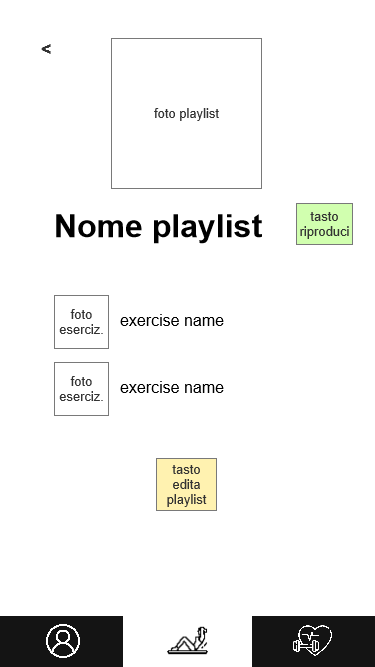 <
foto playlist
Nome playlist
tasto
riproduci
foto
eserciz.
exercise name
foto
eserciz.
exercise name
tasto
edita
playlist